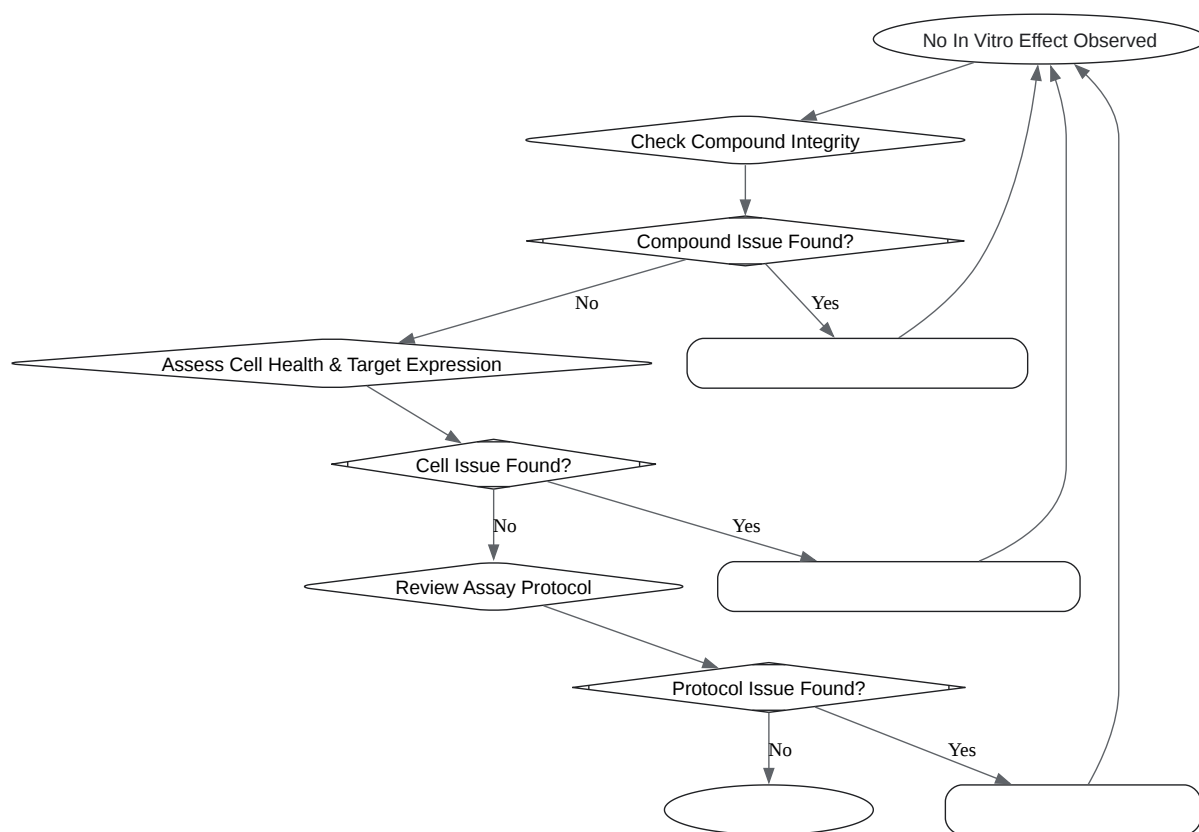 No In Vitro Effect Observed
Check Compound Integrity
Compound Issue Found?
No
Yes
Assess Cell Health & Target Expression
Cell Issue Found?
No
Yes
Review Assay Protocol
Protocol Issue Found?
No
Yes